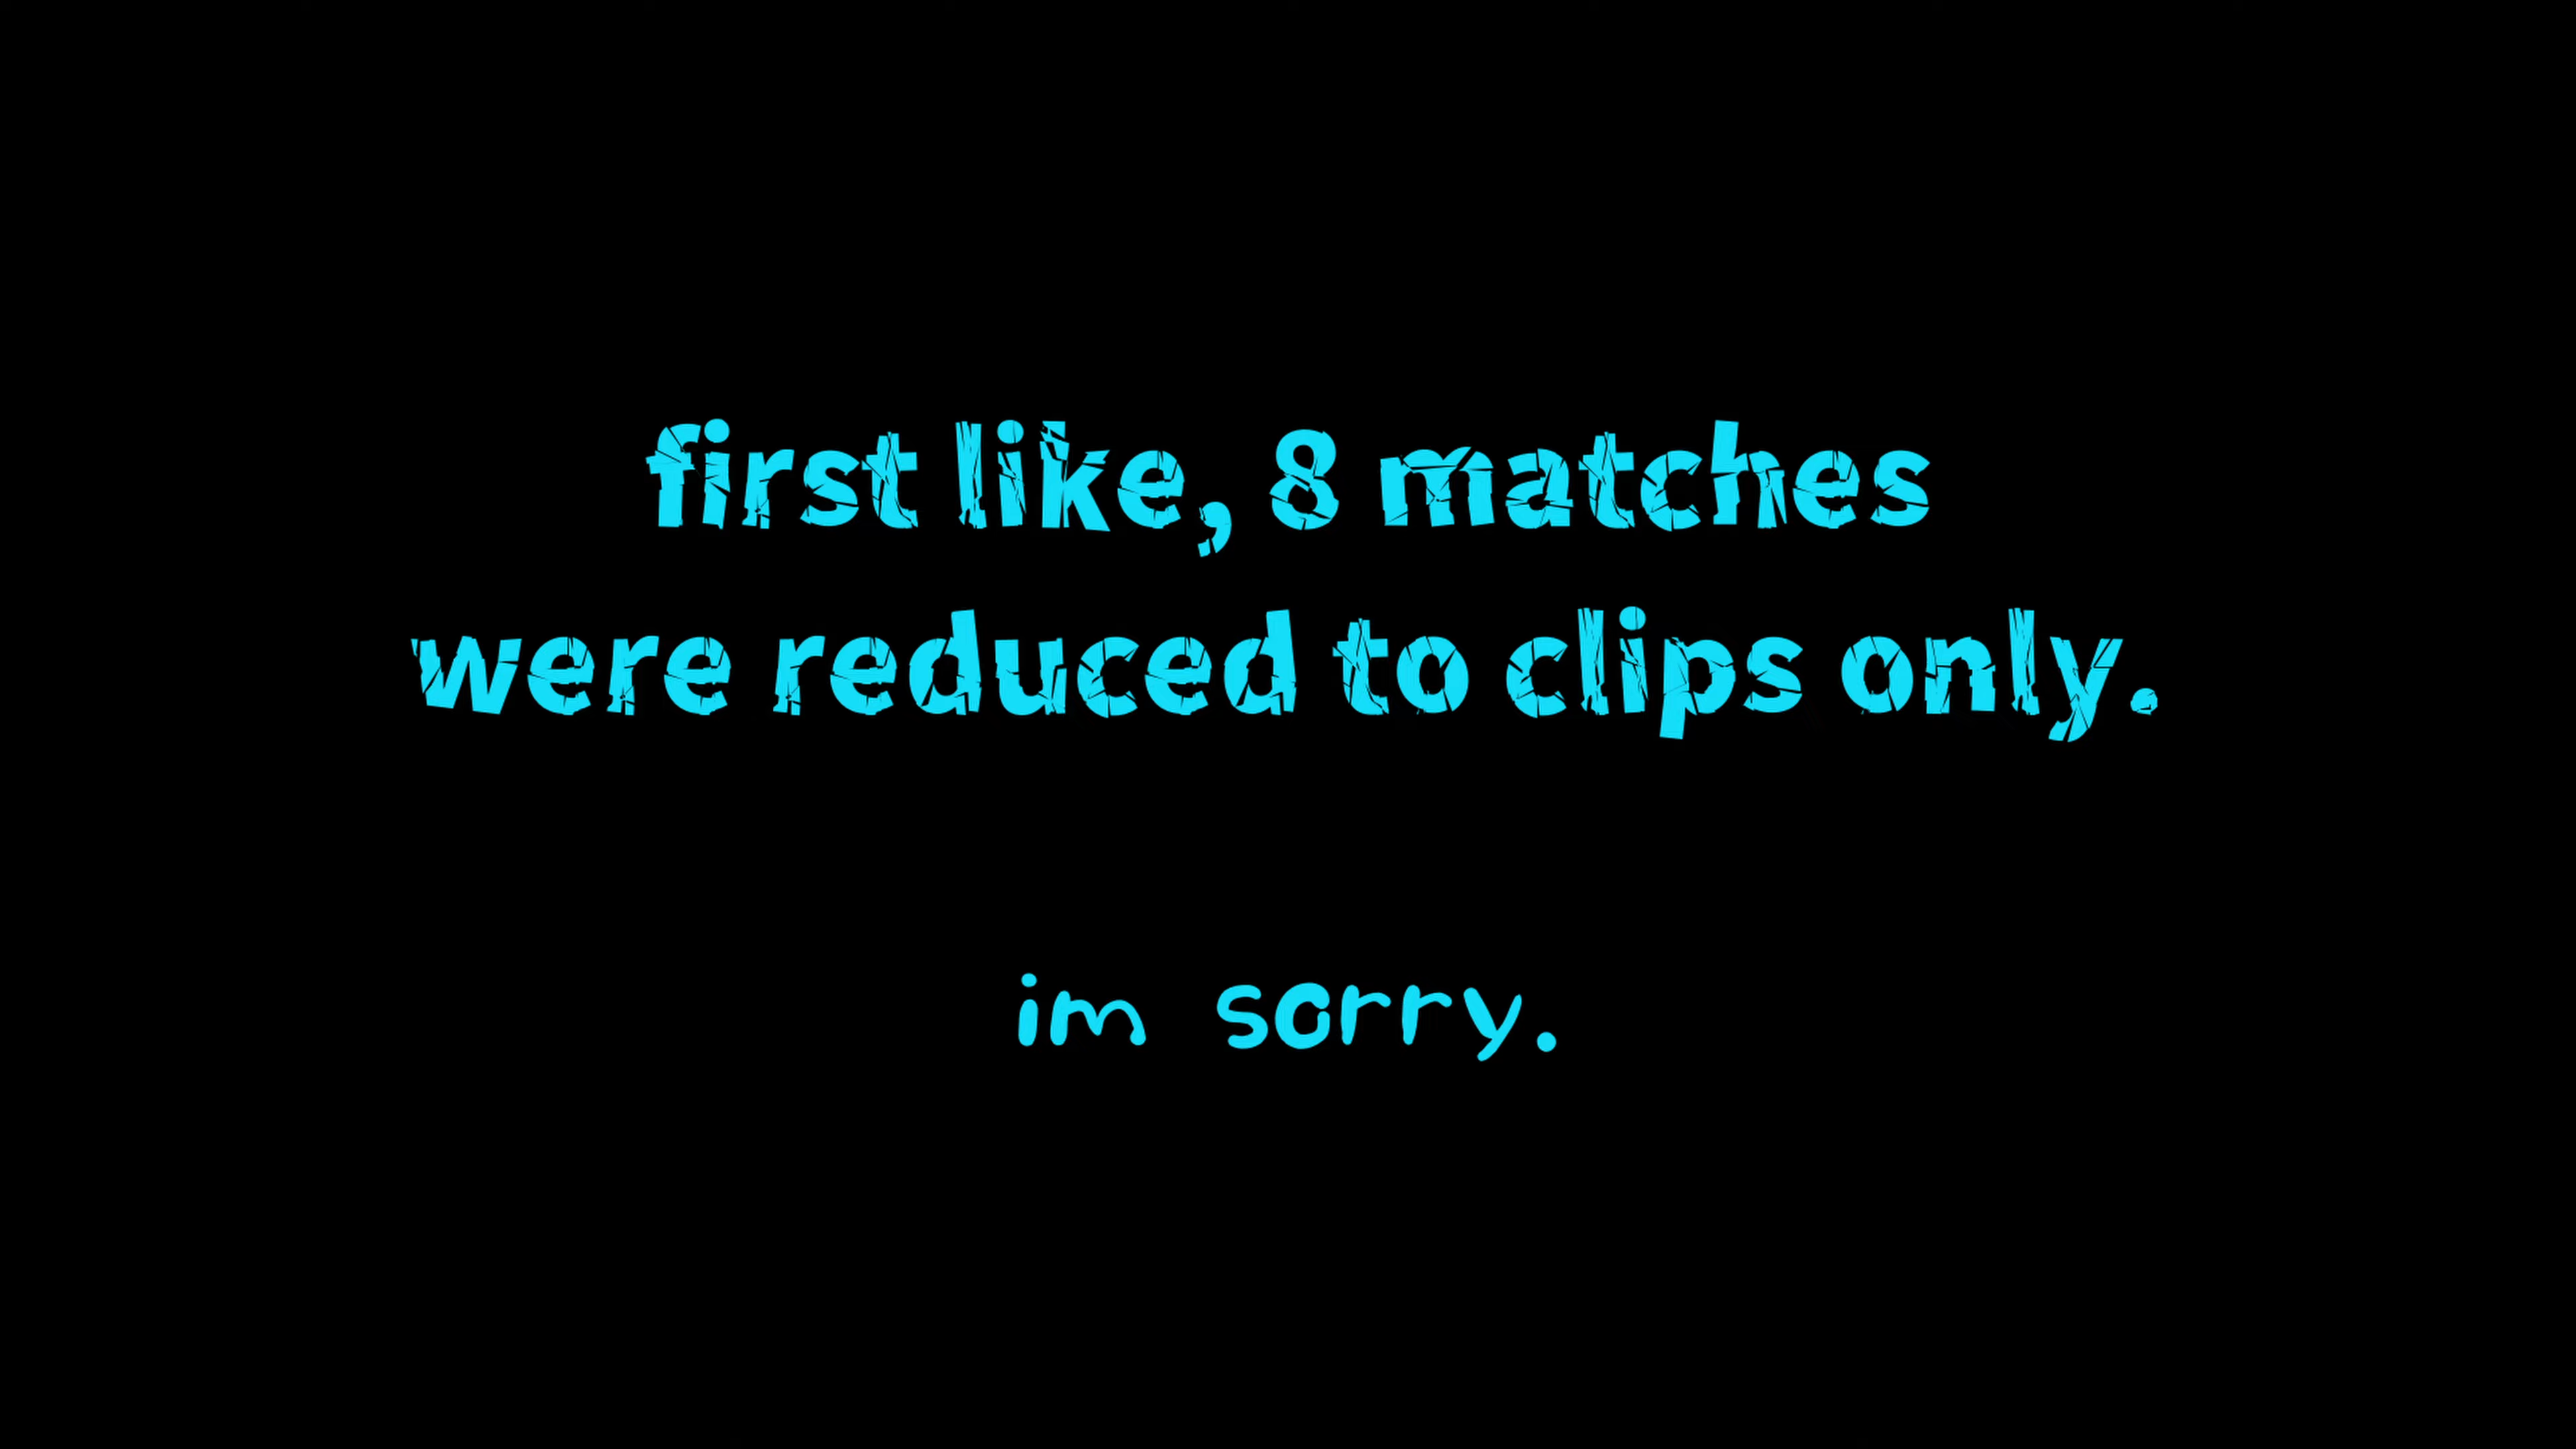 first like, 8 matches
were reduced to clips only.
im sorry.